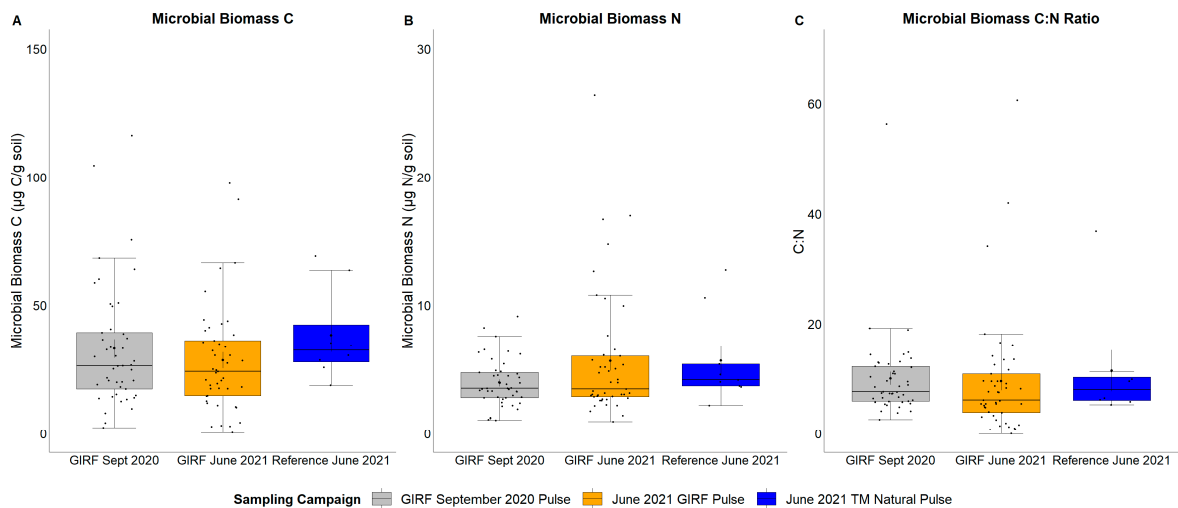 A Microbial Biomass C
150
100
50
0
Microbial Biomass C (µg C/g soil)
GIRF Sept 2020 GIRF June 2021 Reference June 2021
B Microbial Biomass N
30
20
10
0
Microbial Biomass N (µg N/g soil)
GIRF Sept 2020 GIRF June 2021 Reference June 2021
C Microbial Biomass C:N Ratio
60
40
20
0
C:N
GIRF Sept 2020 GIRF June 2021 Reference June 2021
Sampling Campaign GIRF September 2020 Pulse June 2021 GIRF Pulse June 2021 TM Natural Pulse